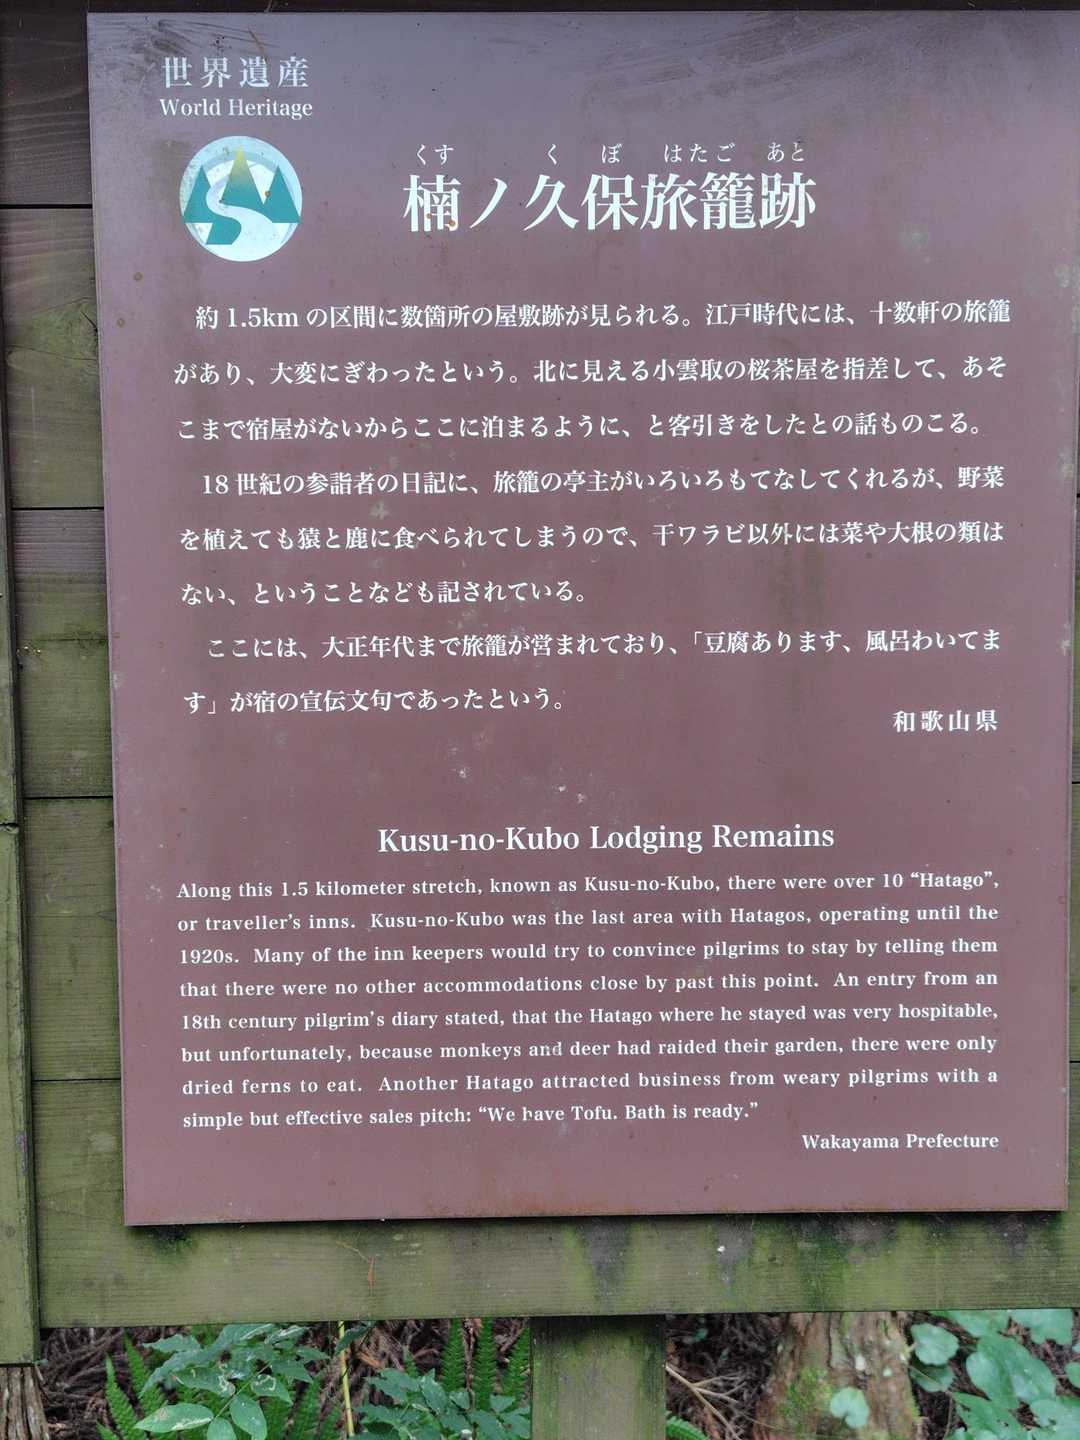 世界遺産
World Heritage
くす く ぼ はたご あと
楠ノ久保旅籠跡
約1.5kmの区間に数箇所の屋敷跡が見られる。江戸時代には、十数軒の旅籠
があり、大変にぎわったという。北に見える小雲取の桜茶屋を指差して、あそ
こまで宿屋がないからここに泊まるように、と客引きをしたとの話ものこる。
18世紀の参詣者の日記に、旅籠の亭主がいろいろもてなしてくれるが、野菜
を植えても猿と鹿に食べられてしまうので、干ワラビ以外には菜や大根の類は
ない、ということなども記されている。
ここには、大正年代まで旅籠が営まれており、「豆腐あります、風呂わいてま
す」が宿の宣伝文句であったという。
和歌山県
Kusu-no-Kubo Lodging Remains
Along this 1.5 kilometer stretch, known as Kusu-no-Kubo, there were over 10 “Hatago”,
or traveller’s inns. Kusu-no-Kubo was the last area with Hatagos, operating until the
1920s. Many of the inn keepers would try to convince pilgrims to stay by telling them
that there were no other accommodations close by past this point. An entry from an
18th century pilgrim’s diary stated, that the Hatago where he stayed was very hospitable,
but unfortunately, because monkeys and deer had raided their garden, there were only
dried ferns to eat. Another Hatago attracted business from weary pilgrims with a
simple but effective sales pitch: “We have Tofu. Bath is ready.”
Wakayama Prefecture